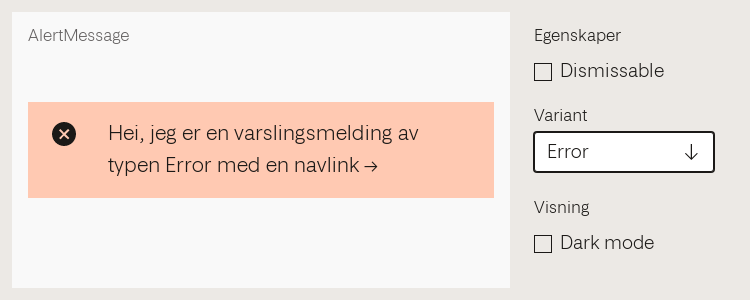 AlertMessage
Hei, jeg er en varslingsmelding av
typen Error med en navlink →
Egenskaper
Dismissable
Variant
Error
Visning
Dark mode